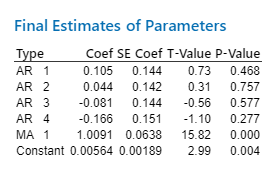 Final Estimates of Parameters
Type Coef SE Coef T-Value P-Value
AR 1 0.105 0.144 0.73 0.468
AR 2 0.044 0.142 0.31 0.757
AR 3 -0.081 0.144 -0.56 0.577
AR 4 -0.166 0.151 -1.10 0.277
MA 1 1.0091 0.0638 15.82 0.000
Constant 0.00564 0.00189 2.99 0.004